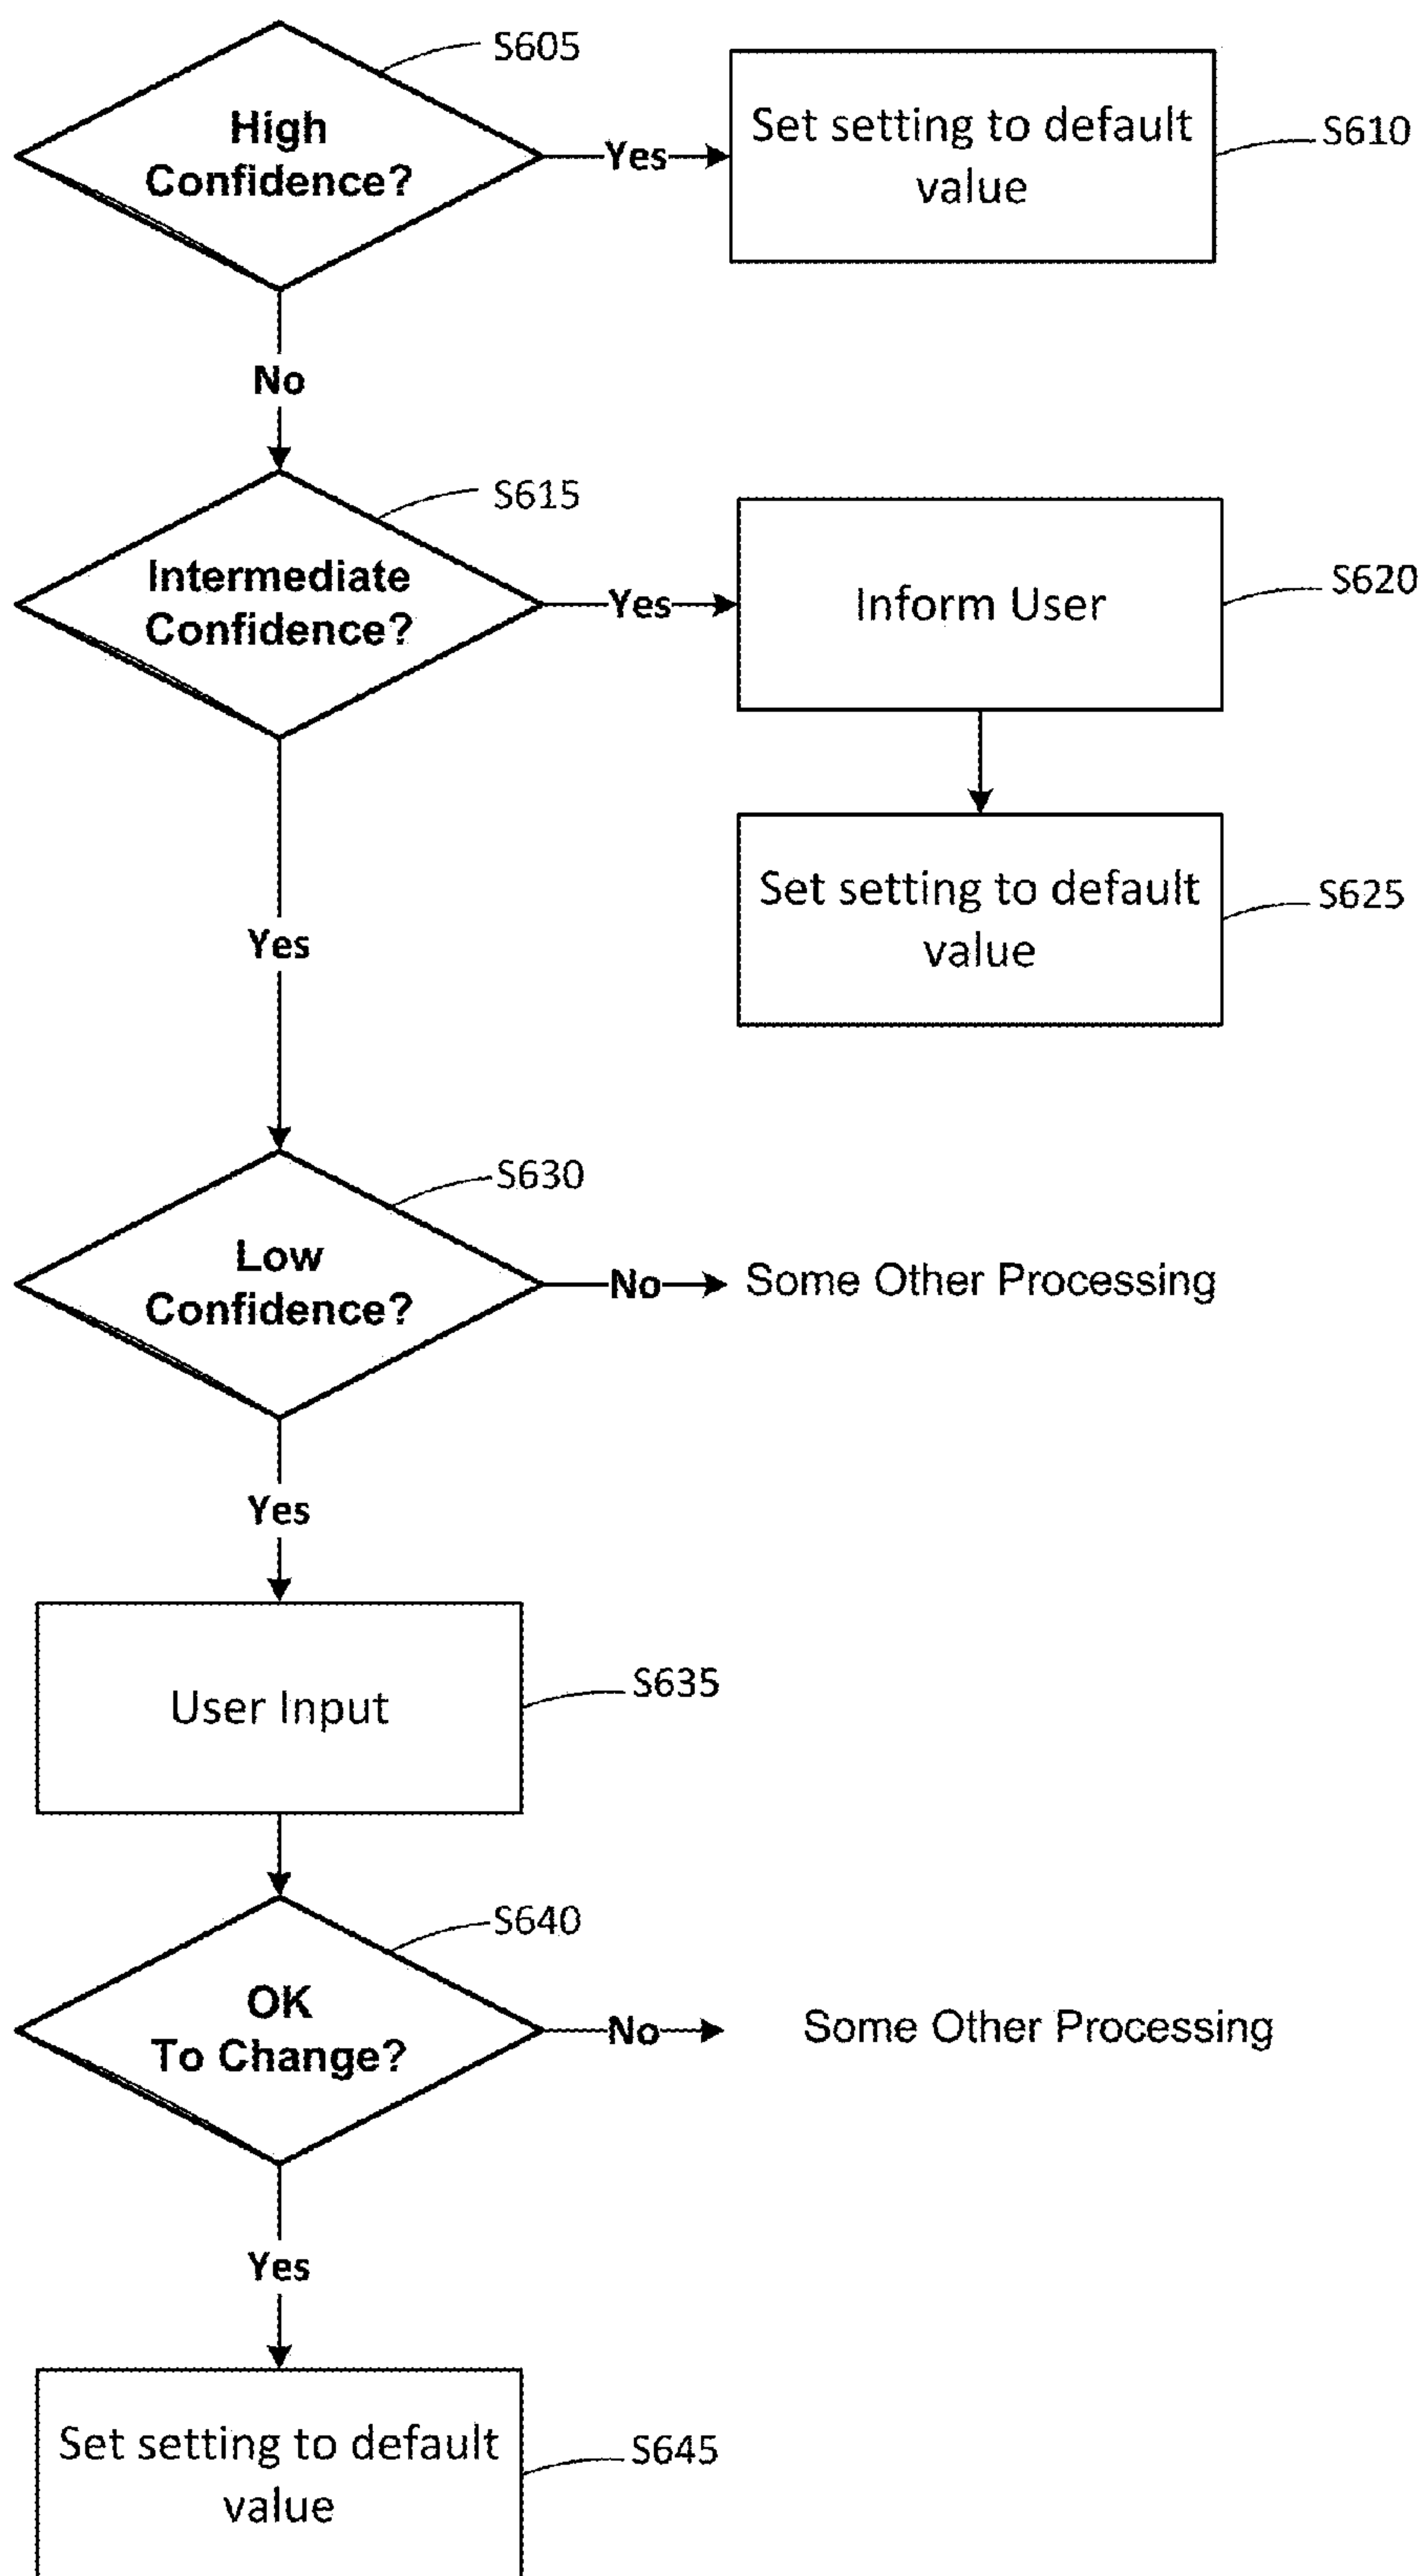 S605
High
Confidence?
Yes
Set setting to default
value
S610
No
S615
Intermediate
Confidence?
Yes
Inform User
S620
Set setting to default
value
S625
Yes
S630
Low
Confidence?
No
Some Other Processing
Yes
User Input
S635
S640
OK
To Change?
No
Some Other Processing
Yes
Set setting to default
value
S645